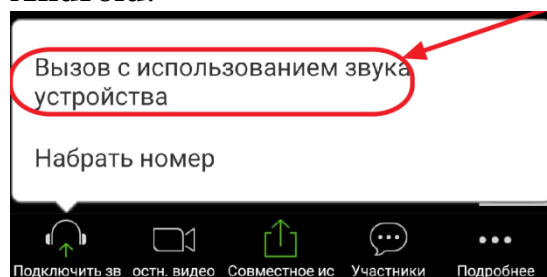 Вызов с использованием звука
устройства
Набрать номер
Подключить зв остн. видео Совместное ис Участники Подробнее